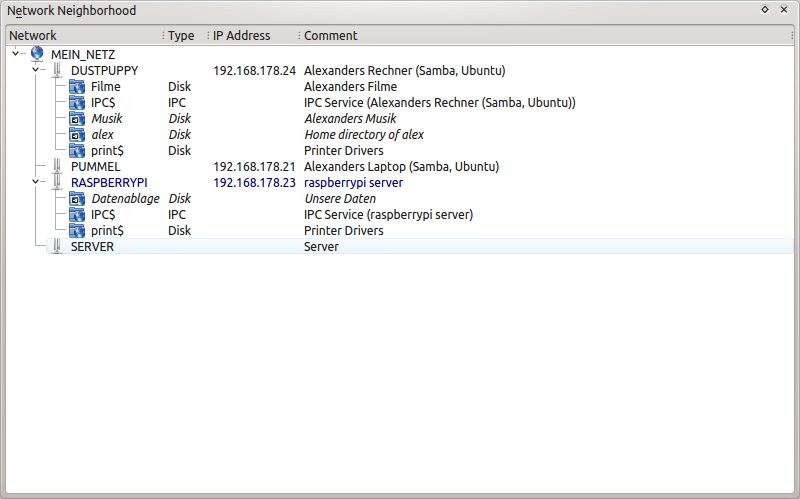 Network Neighborhood
Network Type IP Address Comment
MEIN_NETZ
DUSTPUPPY 192.168.178.24 Alexanders Rechner (Samba, Ubuntu)
Filme Disk Alexanders Filme
IPC$ IPC IPC Service (Alexanders Rechner (Samba, Ubuntu))
Musik Disk Alexanders Musik
alex Disk Home directory of alex
print$ Disk Printer Drivers
PUMMEL 192.168.178.21 Alexanders Laptop (Samba, Ubuntu)
RASPBERRYPI 192.168.178.23 raspberrypi server
Datenablage Disk Unsere Daten
IPC$ IPC IPC Service (raspberrypi server)
print$ Disk Printer Drivers
SERVER Server